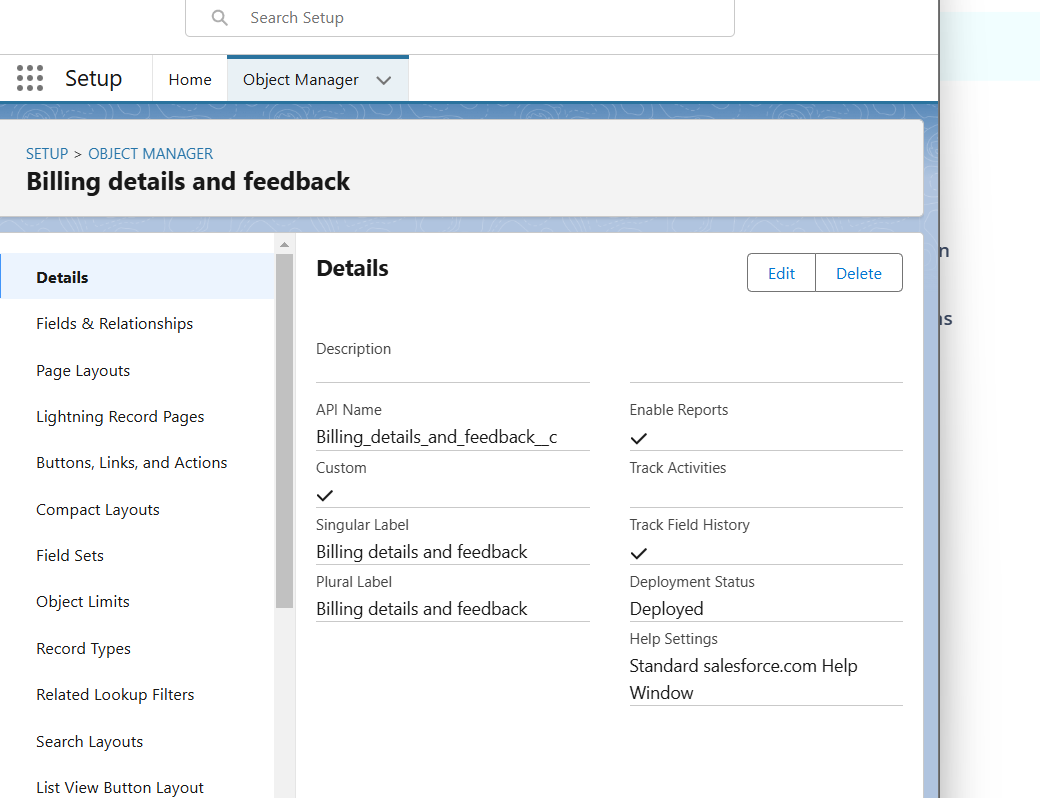 Search Setup
Setup
Home
Object Manager
SETUP > OBJECT MANAGER
Billing details and feedback
Details
Fields & Relationships
Page Layouts
Lightning Record Pages
Buttons, Links, and Actions
Compact Layouts
Field Sets
Object Limits
Record Types
Related Lookup Filters
Search Layouts
List View Button Layout
Details
Edit
Delete
Description
API Name
Billing_details_and_feedback__c
Custom
Singular Label
Billing details and feedback
Plural Label
Billing details and feedback
Enable Reports
Track Activities
Track Field History
Deployment Status
Deployed
Help Settings
Standard salesforce.com Help
Window